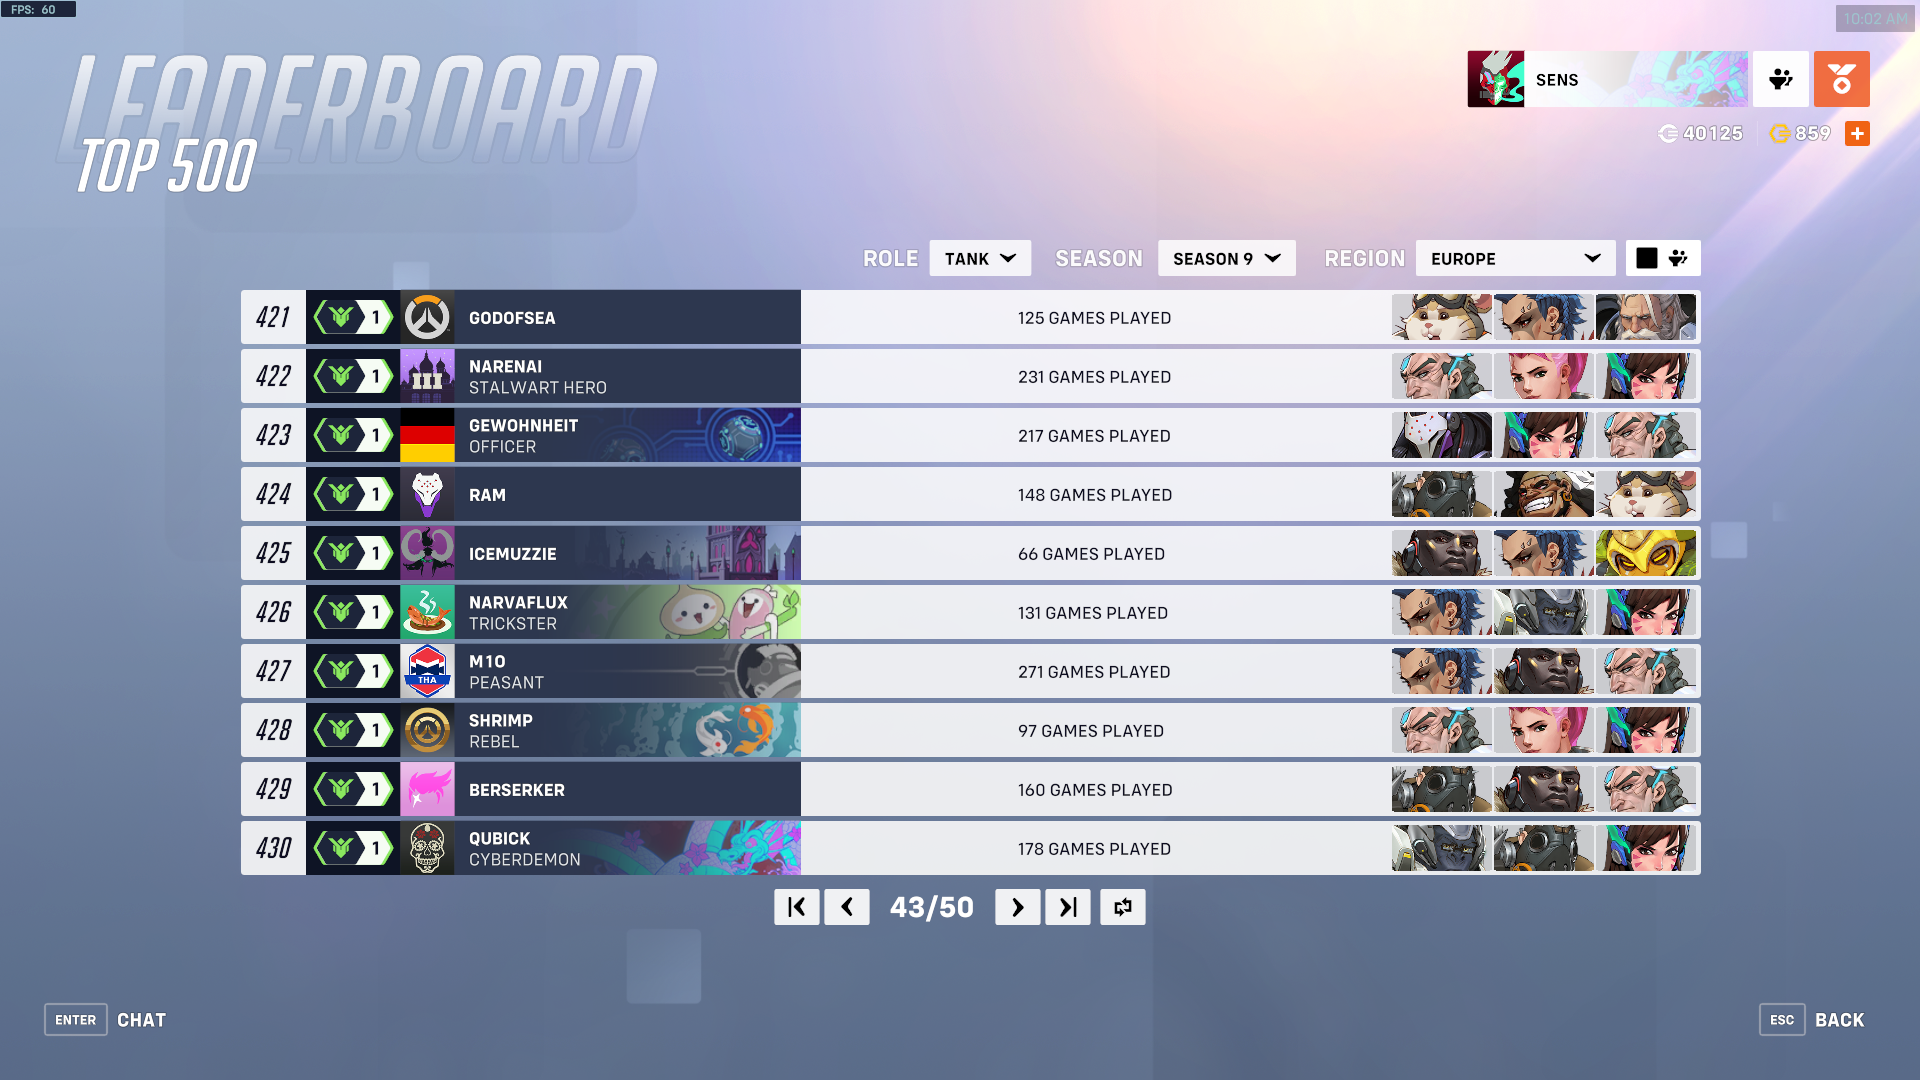 FPS: 60
10:02 AM
LEADERBOARD
TOP 500
SENS
40125
859
ROLE TANK SEASON SEASON 9 REGION EUROPE
421 1 GODOFSEA 125 GAMES PLAYED
422 1 NARENAI 231 GAMES PLAYED
STALWART HERO
423 1 GEWOHNHEIT 217 GAMES PLAYED
OFFICER
424 1 RAM 148 GAMES PLAYED
425 1 ICEMUZZIE 66 GAMES PLAYED
426 1 NARVAFLUX 131 GAMES PLAYED
TRICKSTER
427 1 THA M1O 271 GAMES PLAYED
PEASANT
428 1 SHRIMP 97 GAMES PLAYED
REBEL
429 1 BERSERKER 160 GAMES PLAYED
430 1 QUBICK 178 GAMES PLAYED
CYBERDEMON
43/50
ENTER CHAT
ESC BACK